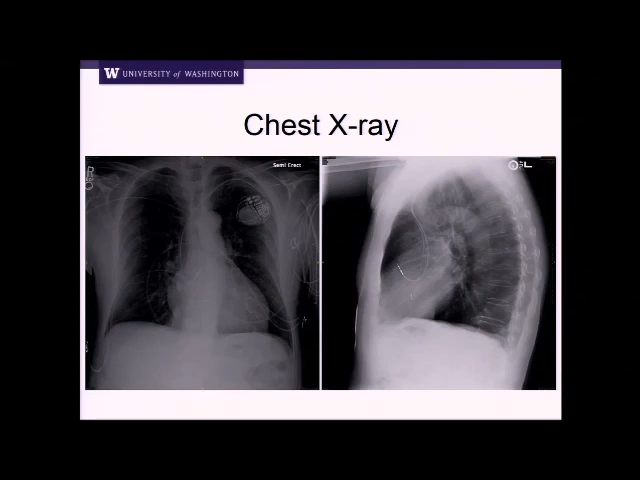 W UNIVERSITY of WASHINGTON
Chest X-ray
Semi Erect
R
L